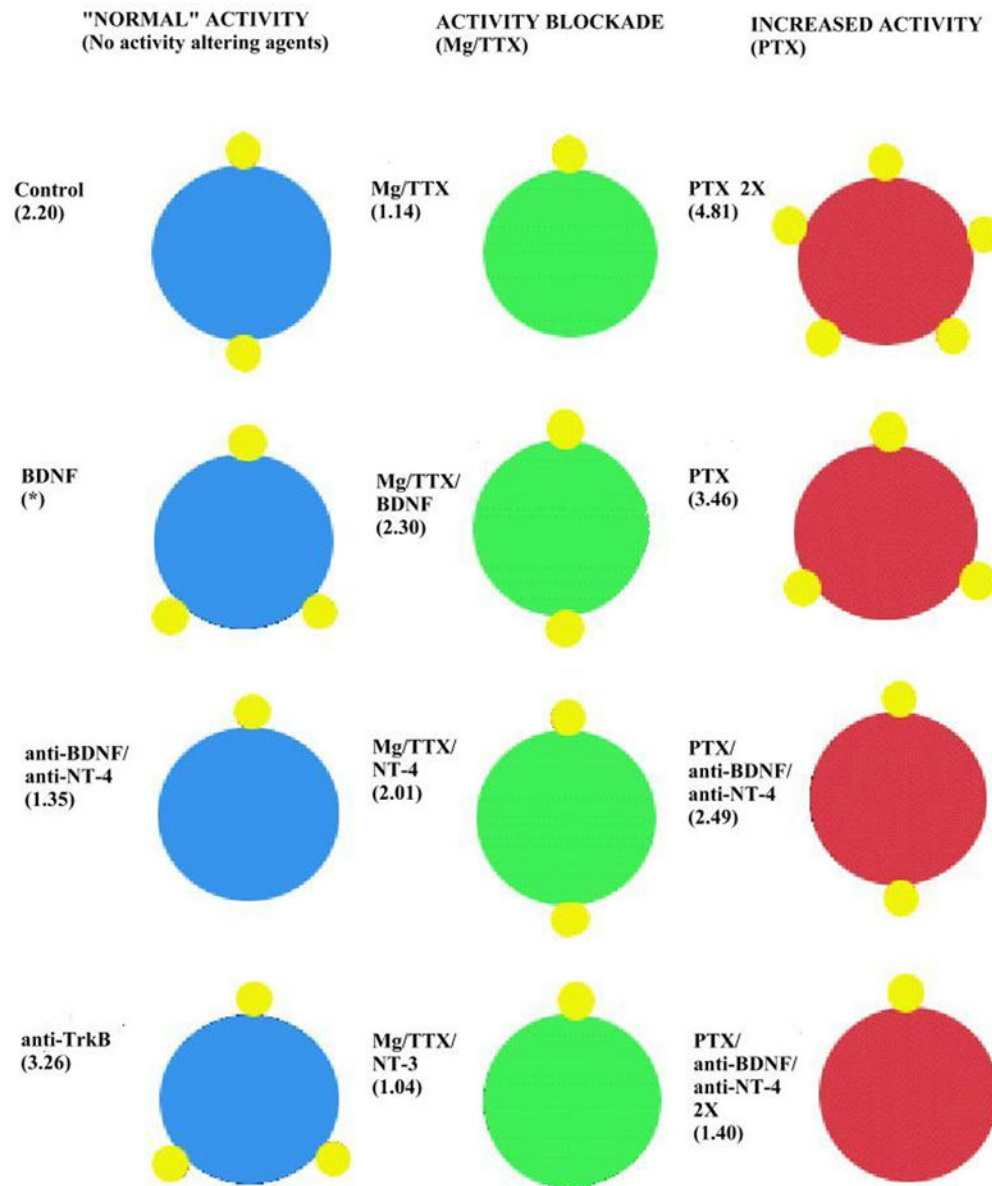 "NORMAL" ACTIVITY
(No activity altering agents)
ACTIVITY BLOCKADE
(Mg/TTX)
INCREASED ACTIVITY
(PTX)
Control
(2.20)
Mg/TTX
(1.14)
PTX 2X
(4.81)
BDNF
(*)
Mg/TTX/
BDNF
(2.30)
PTX
(3.46)
anti-BDNF/
anti-NT-4
(1.35)
Mg/TTX/
NT-4
(2.01)
PTX/
anti-BDNF/
anti-NT-4
(2.49)
anti-TrkB
(3.26)
Mg/TTX/
NT-3
(1.04)
PTX/
anti-BDNF/
anti-NT-4
2X
(1.40)